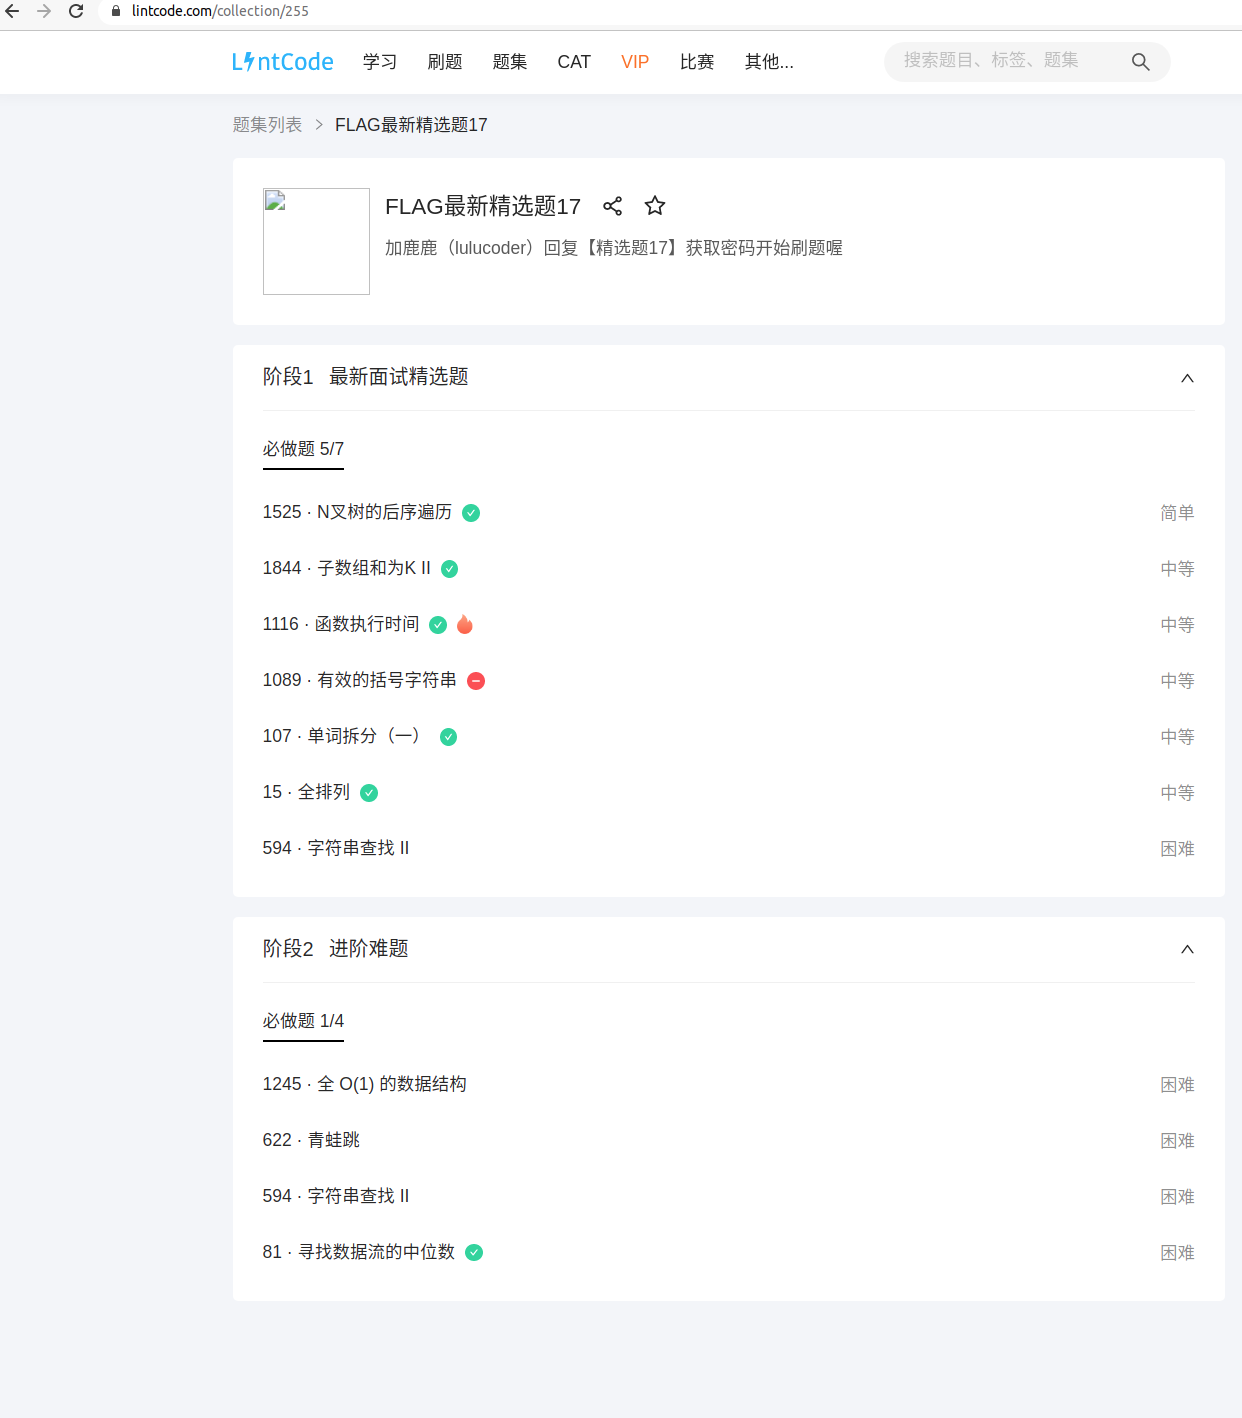 lintcode.com/collection/255
LintCode 学习 刷题 题集 CAT VIP 比赛 其他... 搜索题目、标签、题集
题集列表 > FLAG最新精选题17
FLAG最新精选题17
加鹿鹿（lulucoder）回复【精选题17】获取密码开始刷题喔
阶段1 最新面试精选题
必做题 5/7
1525 · N叉树的后序遍历 简单
1844 · 子数组和为K II 中等
1116 · 函数执行时间 中等
1089 · 有效的括号字符串 中等
107 · 单词拆分（一） 中等
15 · 全排列 中等
594 · 字符串查找 II 困难
阶段2 进阶难题
必做题 1/4
1245 · 全 O(1) 的数据结构 困难
622 · 青蛙跳 困难
594 · 字符串查找 II 困难
81 · 寻找数据流的中位数 困难